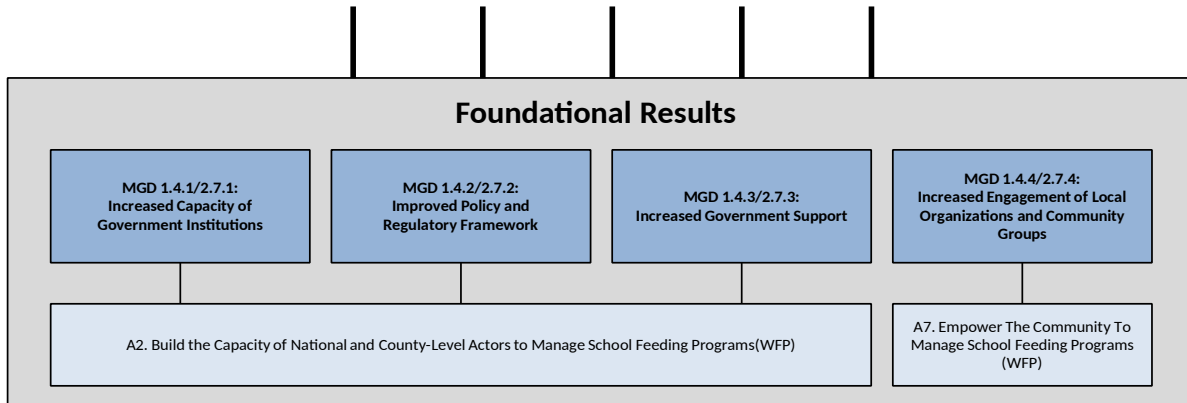 Foundational Results
MGD 1.4.1/2.7.1:
Increased Capacity of
Government Institutions
MGD 1.4.2/2.7.2:
Improved Policy and
Regulatory Framework
MGD 1.4.3/2.7.3:
Increased Government Support
MGD 1.4.4/2.7.4:
Increased Engagement of Local
Organizations and Community
Groups
A2. Build the Capacity of National and County-Level Actors to Manage School Feeding Programs(WFP)
A7. Empower The Community To
Manage School Feeding Programs
(WFP)